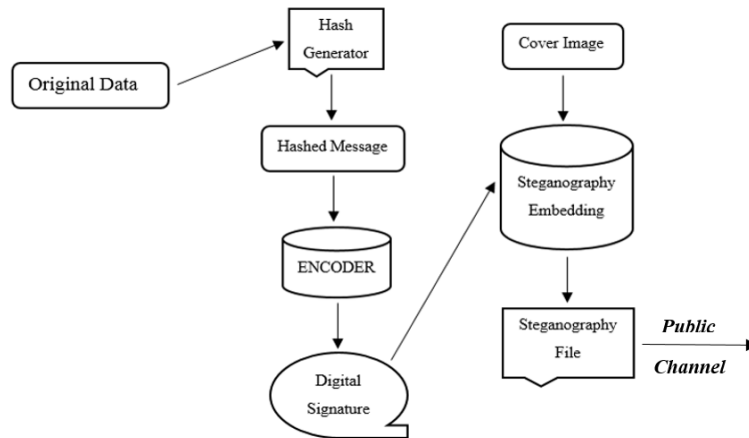 Original Data
Hash
Generator
Hashed Message
ENCODER
Digital
Signature
Cover Image
Steganography
Embedding
Steganography
File
Public
Channel